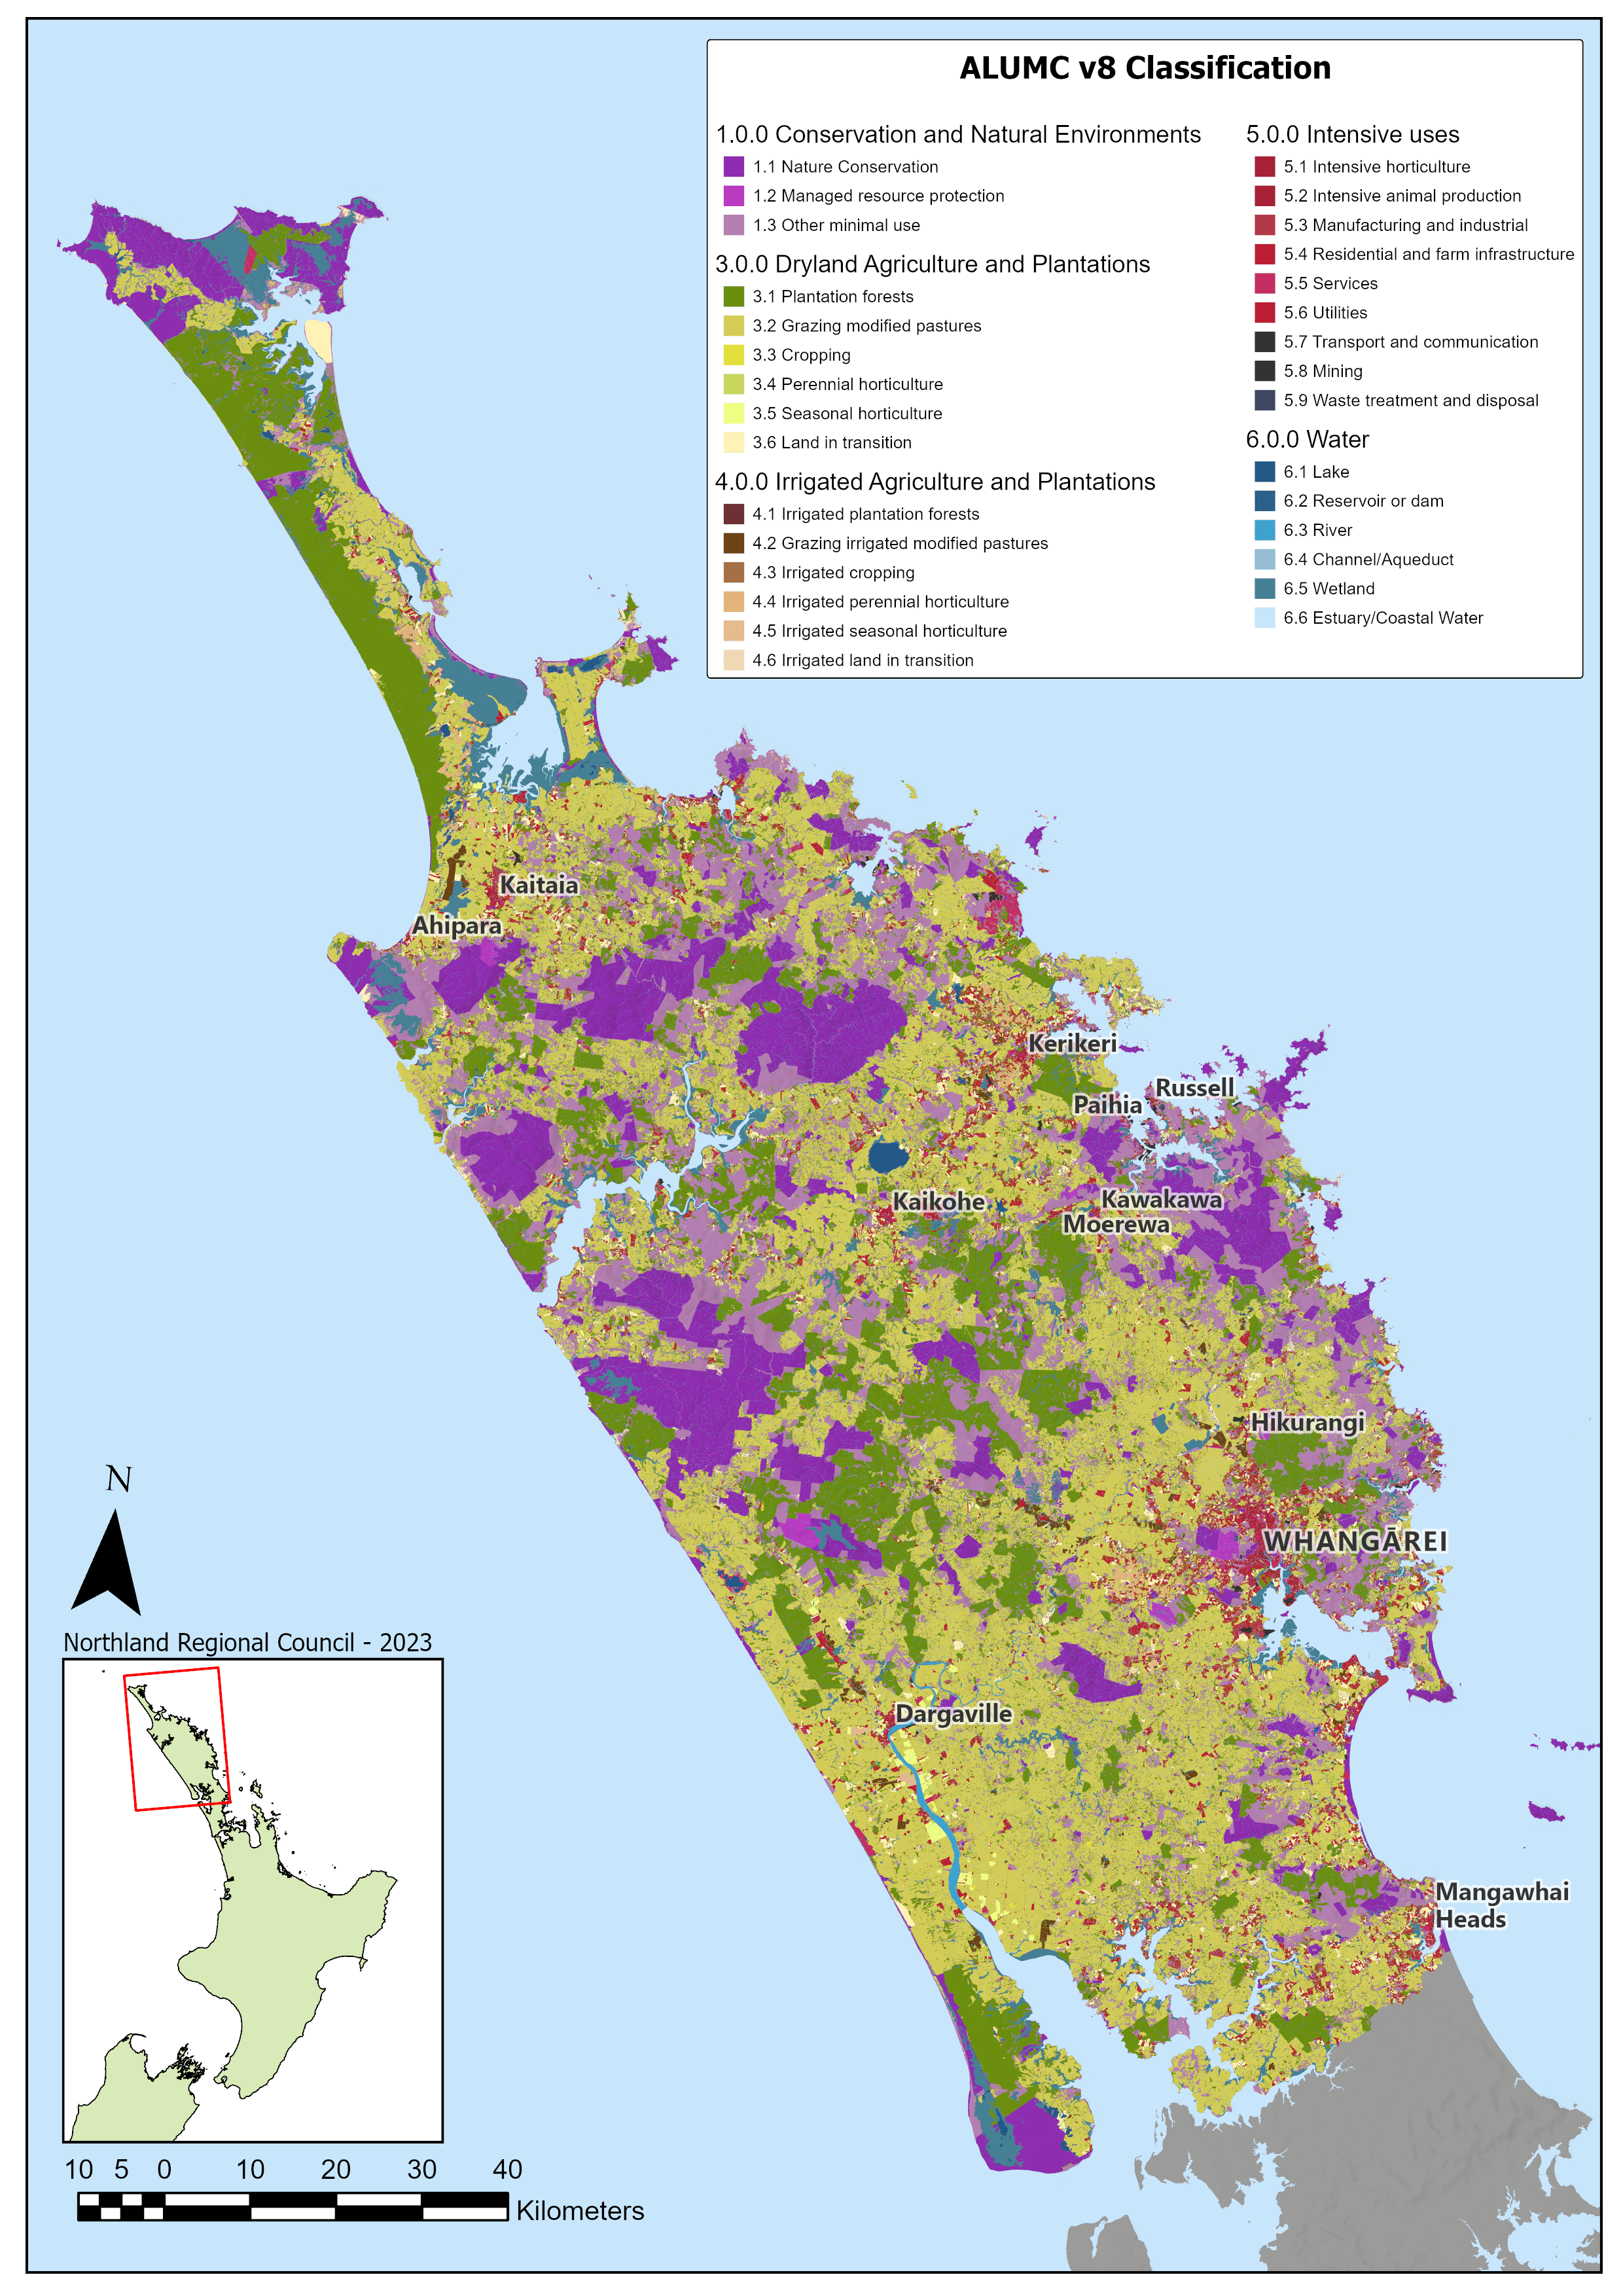 ALUMC v8 Classification
1.0.0 Conservation and Natural Environments
1.1 Nature Conservation
1.2 Managed resource protection
1.3 Other minimal use
3.0.0 Dryland Agriculture and Plantations
3.1 Plantation forests
3.2 Grazing modified pastures
3.3 Cropping
3.4 Perennial horticulture
3.5 Seasonal horticulture
3.6 Land in transition
4.0.0 Irrigated Agriculture and Plantations
4.1 Irrigated plantation forests
4.2 Grazing irrigated modified pastures
4.3 Irrigated cropping
4.4 Irrigated perennial horticulture
4.5 Irrigated seasonal horticulture
4.6 Irrigated land in transition
5.0.0 Intensive uses
5.1 Intensive horticulture
5.2 Intensive animal production
5.3 Manufacturing and industrial
5.4 Residential and farm infrastructure
5.5 Services
5.6 Utilities
5.7 Transport and communication
5.8 Mining
5.9 Waste treatment and disposal
6.0.0 Water
6.1 Lake
6.2 Reservoir or dam
6.3 River
6.4 Channel/Aqueduct
6.5 Wetland
6.6 Estuary/Coastal Water
Kaitaia
Ahipara
Kerikeri
Russell
Paihia
Kaikohe
Kawakawa
Moerewa
Hikurangi
WHANGĀREI
Dargaville
Mangawhai
Heads
N
Northland Regional Council - 2023
10 5 0 10 20 30 40
Kilometers